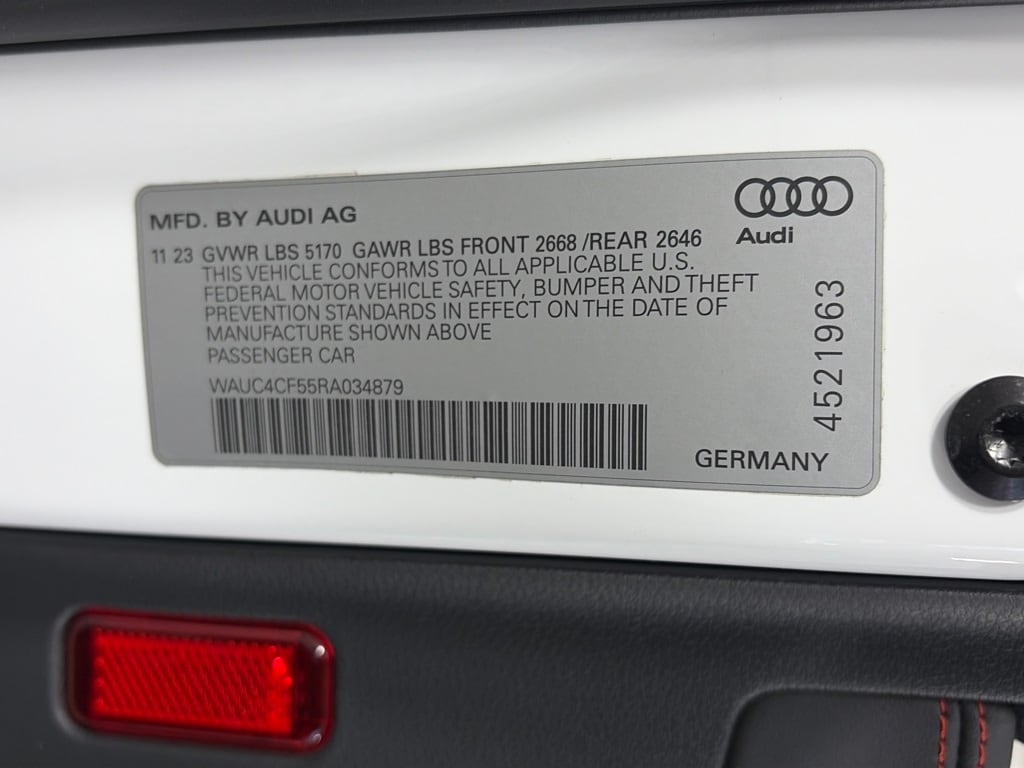 MFD. BY AUDI AG
Audi
11 23 GVWR LBS 5170 GAWR LBS FRONT 2668 /REAR 2646
THIS VEHICLE CONFORMS TO ALL APPLICABLE U.S.
FEDERAL MOTOR VEHICLE SAFETY, BUMPER AND THEFT
PREVENTION STANDARDS IN EFFECT ON THE DATE OF
MANUFACTURE SHOWN ABOVE
PASSENGER CAR
WAUC4CF55RA034879
4521963
GERMANY